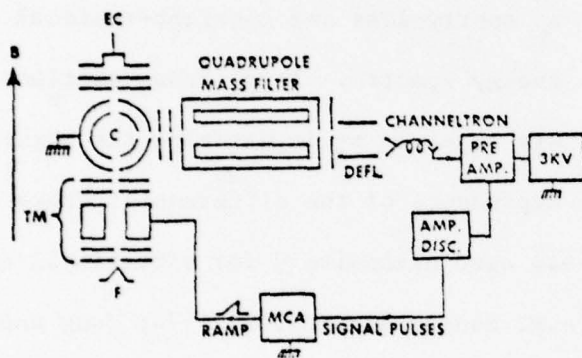 EC
B
QUADRUPOLE
MASS FILTER
C
CHANNELTRON
DEFL.
PRE
AMP.
3KV
TM
AMP.
DISC.
F
RAMP
MCA
SIGNAL PULSES